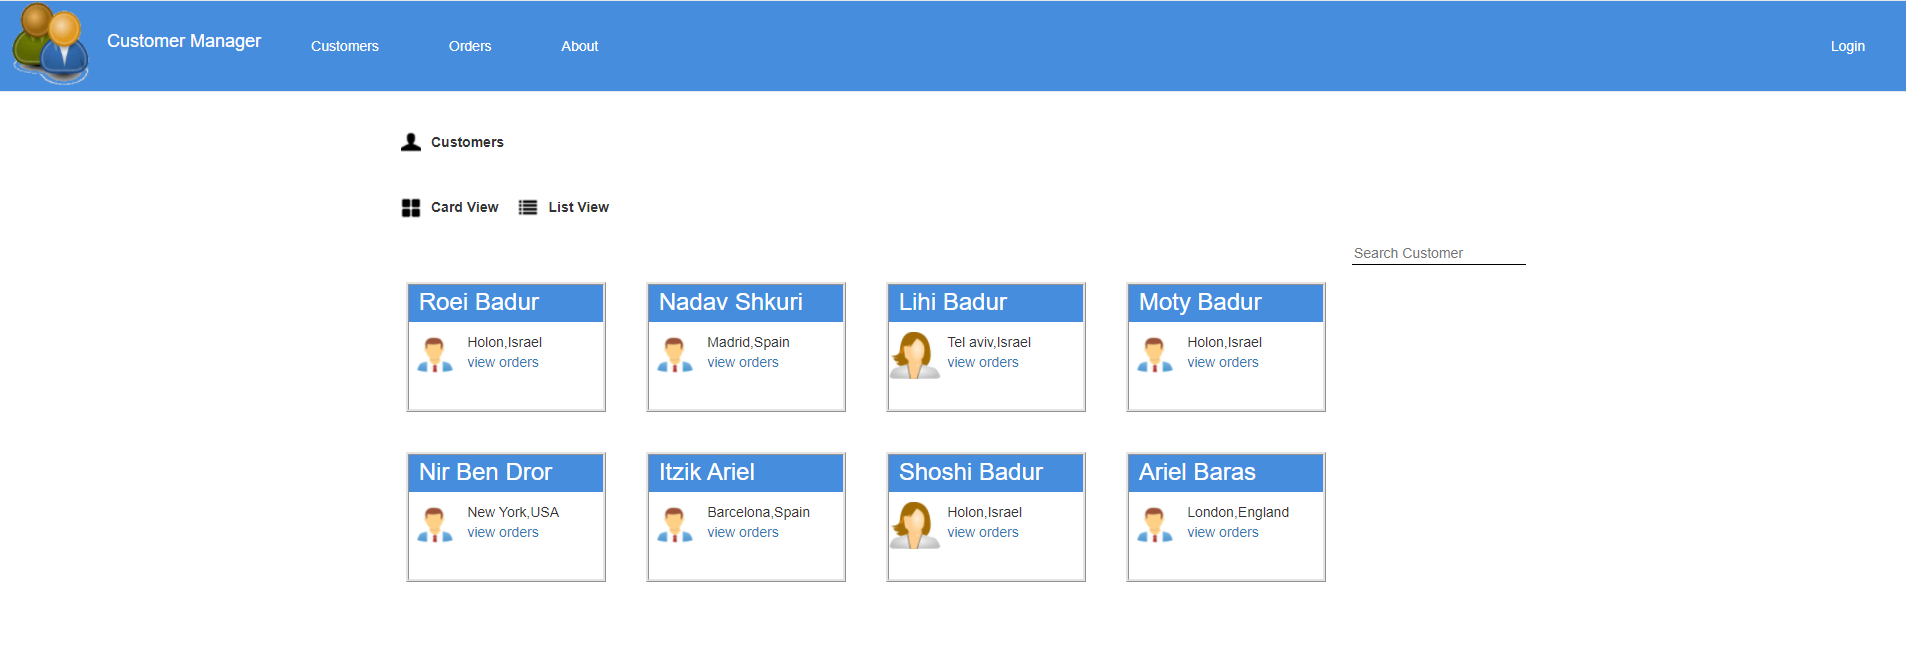 Customer Manager
Customers
Orders
About
Login
Customers
Card View
List View
Search Customer
Roei Badur
Holon,Israel
view orders
Nadav Shkuri
Madrid,Spain
view orders
Lihi Badur
Tel aviv,Israel
view orders
Moty Badur
Holon,Israel
view orders
Nir Ben Dror
New York,USA
view orders
Itzik Ariel
Barcelona,Spain
view orders
Shoshi Badur
Holon,Israel
view orders
Ariel Baras
London,England
view orders